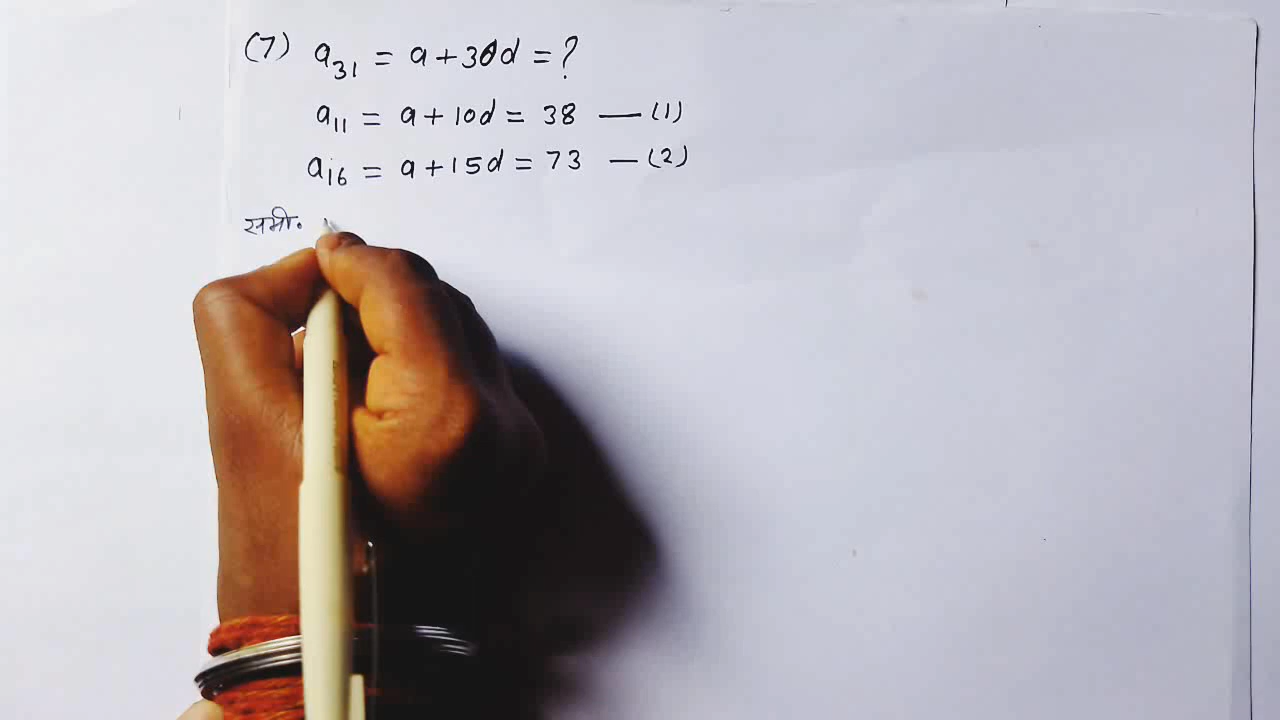 (7) a₃₁ = a+30d = ?
a₁₁ = a+10d = 38 — (1)
a₁₆ = a+15d = 73 — (2)
समी.